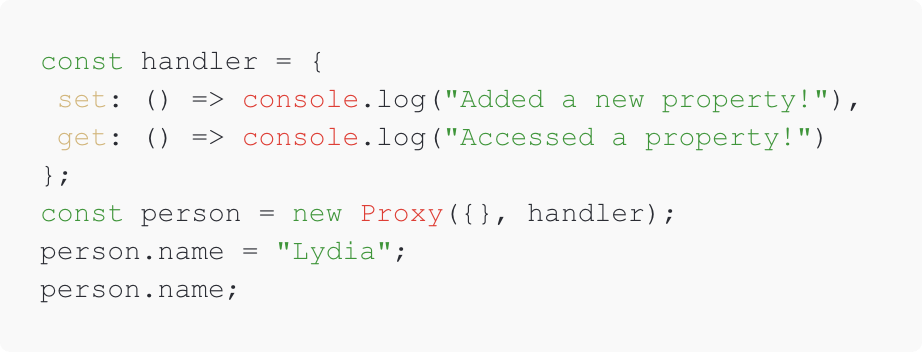 const handler = {
 set: () => console.log("Added a new property!"),
 get: () => console.log("Accessed a property!")
};
const person = new Proxy({}, handler);
person.name = "Lydia";
person.name;